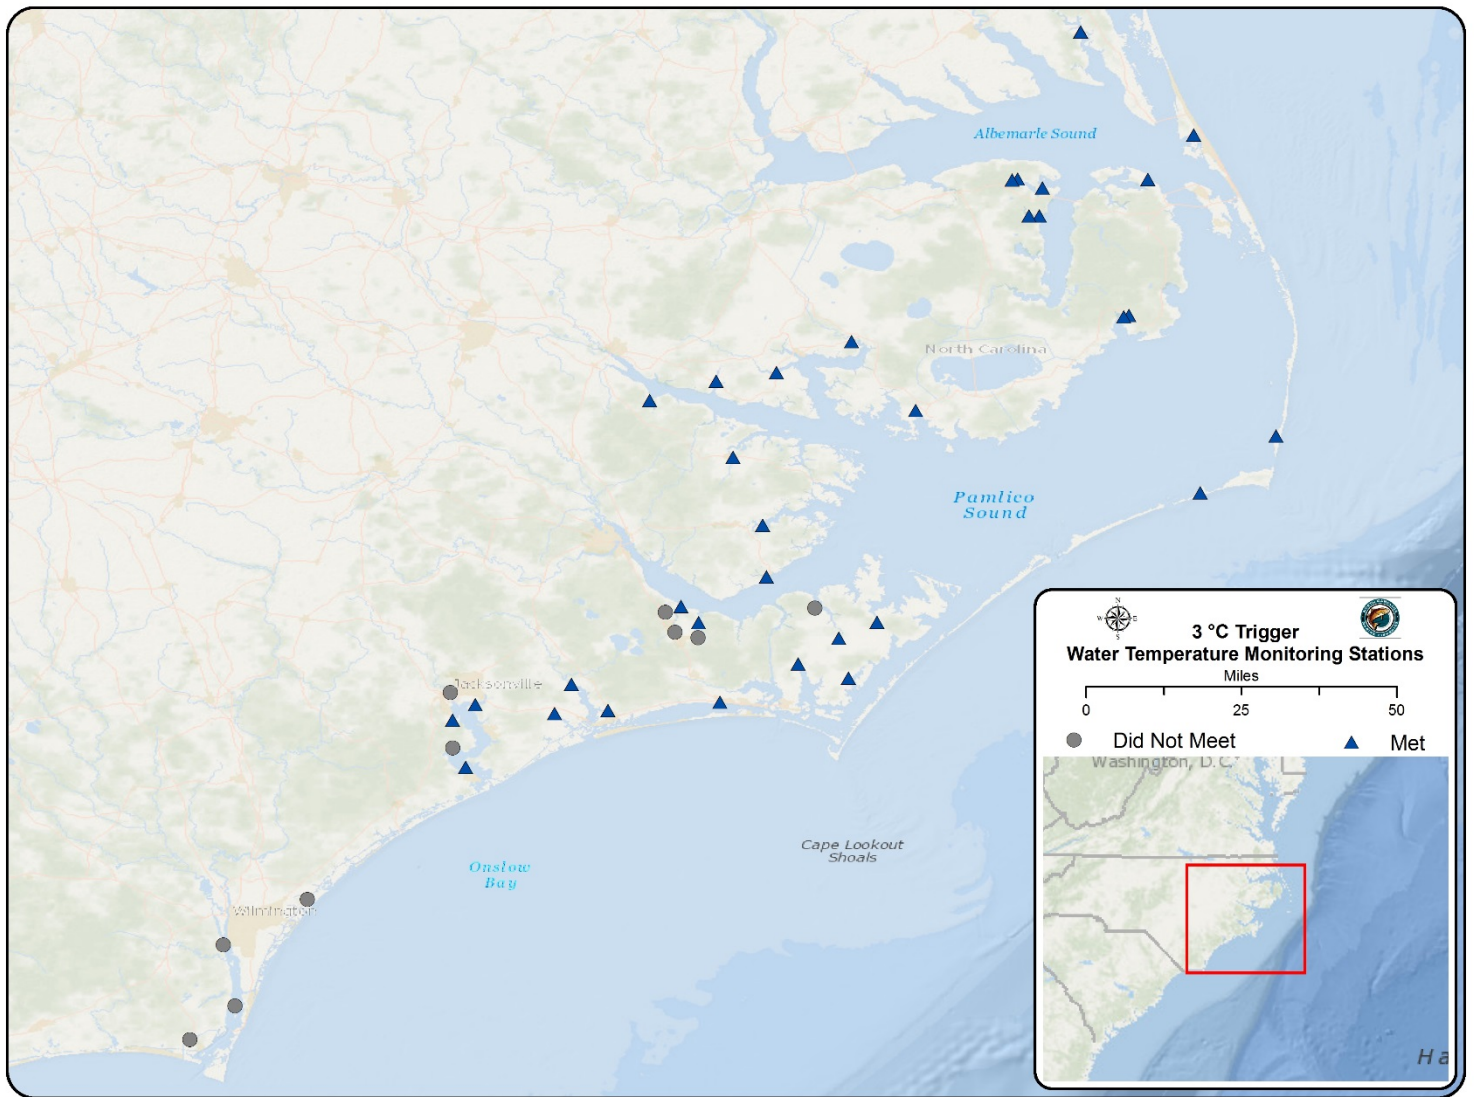 Albemarle Sound
North Carolina
Pamlico
Sound
Jacksonville
Cape Lookout
Shoals
Onslow
Bay
Wilmington
N
W E
S
3 °C Trigger
Water Temperature Monitoring Stations
Miles
0 25 50
Did Not Meet Met
Washington, D.C.
Ha